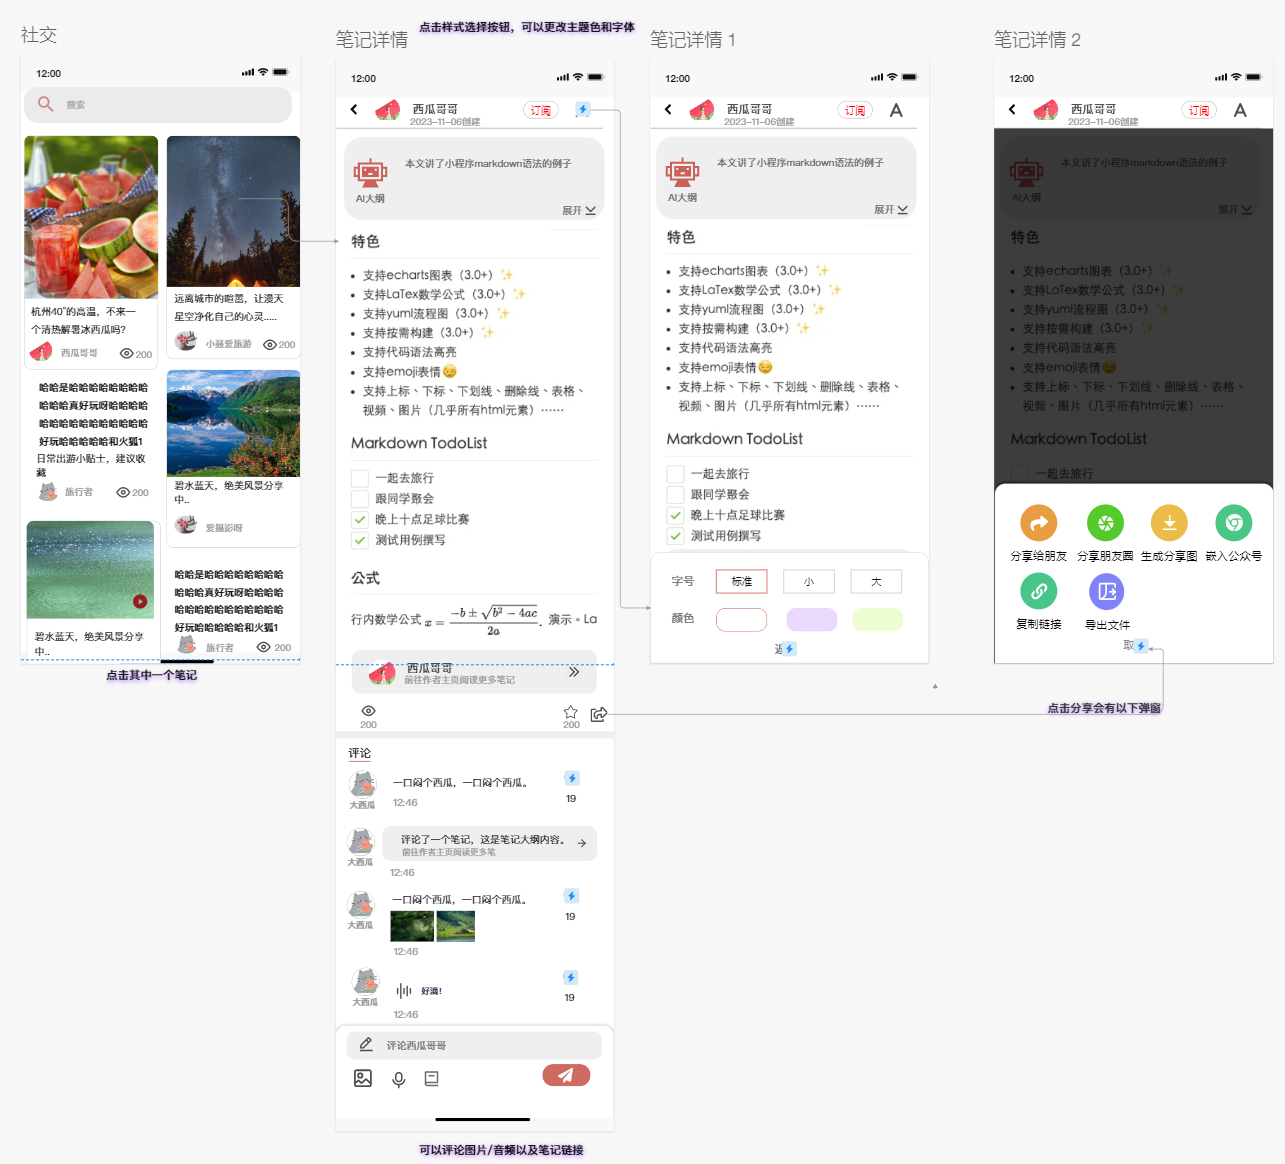 社交
12:00
搜索
杭州40°的高温，不来一
个清热解暑冰西瓜吗?
西瓜哥哥
200
哈哈是哈哈哈哈哈哈哈哈
哈哈哈真好玩呀哈哈哈哈
哈哈哈哈哈哈哈哈哈哈哈
好玩哈哈哈哈哈和火狐1
日常出游小贴士，建议收
藏
旅行者
200
碧水蓝天，绝美风景分享
中..
远离城市的喧嚣，让漫天
星空净化自己的心灵.....
小聂爱旅游
200
碧水蓝天，绝美风景分享
中..
爱摄影呀
哈哈是哈哈哈哈哈哈哈哈
哈哈哈真好玩呀哈哈哈哈
哈哈哈哈哈哈哈哈哈哈哈
好玩哈哈哈哈哈和火狐1
旅行者
200
点击其中一个笔记
笔记详情
点击样式选择按钮，可以更改主题色和字体
12:00
西瓜哥哥
2023-11-06创建
订阅
本文讲了小程序markdown语法的例子
AI大纲
展开
特色
• 支持echarts图表（3.0+）✨
• 支持LaTex数学公式（3.0+）✨
• 支持yuml流程图（3.0+）✨
• 支持按需构建（3.0+）✨
• 支持代码语法高亮
• 支持emoji表情😉
• 支持上标、下标、下划线、删除线、表格、
视频、图片（几乎所有html元素）……
Markdown TodoList
一起去旅行
跟同学聚会
晚上十点足球比赛
测试用例撰写
公式
行内数学公式 x = (−b ± √(b² − 4ac)) / 2a. 演示。La
西瓜哥哥
前往作者主页阅读更多笔记
200
200
评论
一口闷个西瓜，一口闷个西瓜。
大西瓜
12:46
19
评论了一个笔记，这是笔记大纲内容。
前往作者主页阅读更多笔
大西瓜
12:46
一口闷个西瓜，一口闷个西瓜。
大西瓜
19
12:46
好滴！
大西瓜
19
12:46
评论西瓜哥哥
可以评论图片/音频以及笔记链接
笔记详情 1
12:00
西瓜哥哥
2023-11-06创建
订阅
A
本文讲了小程序markdown语法的例子
AI大纲
展开
特色
• 支持echarts图表（3.0+）✨
• 支持LaTex数学公式（3.0+）✨
• 支持yuml流程图（3.0+）✨
• 支持按需构建（3.0+）✨
• 支持代码语法高亮
• 支持emoji表情😉
• 支持上标、下标、下划线、删除线、表格、
视频、图片（几乎所有html元素）……
Markdown TodoList
一起去旅行
跟同学聚会
晚上十点足球比赛
测试用例撰写
字号 标准 小 大
颜色
笔记详情 2
12:00
西瓜哥哥
2023-11-06创建
订阅
A
本文讲了小程序markdown语法的例子
AI大纲
展开
特色
• 支持echarts图表（3.0+）✨
• 支持LaTex数学公式（3.0+）✨
• 支持yuml流程图（3.0+）✨
• 支持按需构建（3.0+）✨
• 支持代码语法高亮
• 支持emoji表情😉
• 支持上标、下标、下划线、删除线、表格、
视频、图片（几乎所有html元素）……
Markdown TodoList
一起去旅行
分享给朋友 分享朋友圈 生成分享图 嵌入公众号
复制链接 导出文件
取
点击分享会有以下弹窗